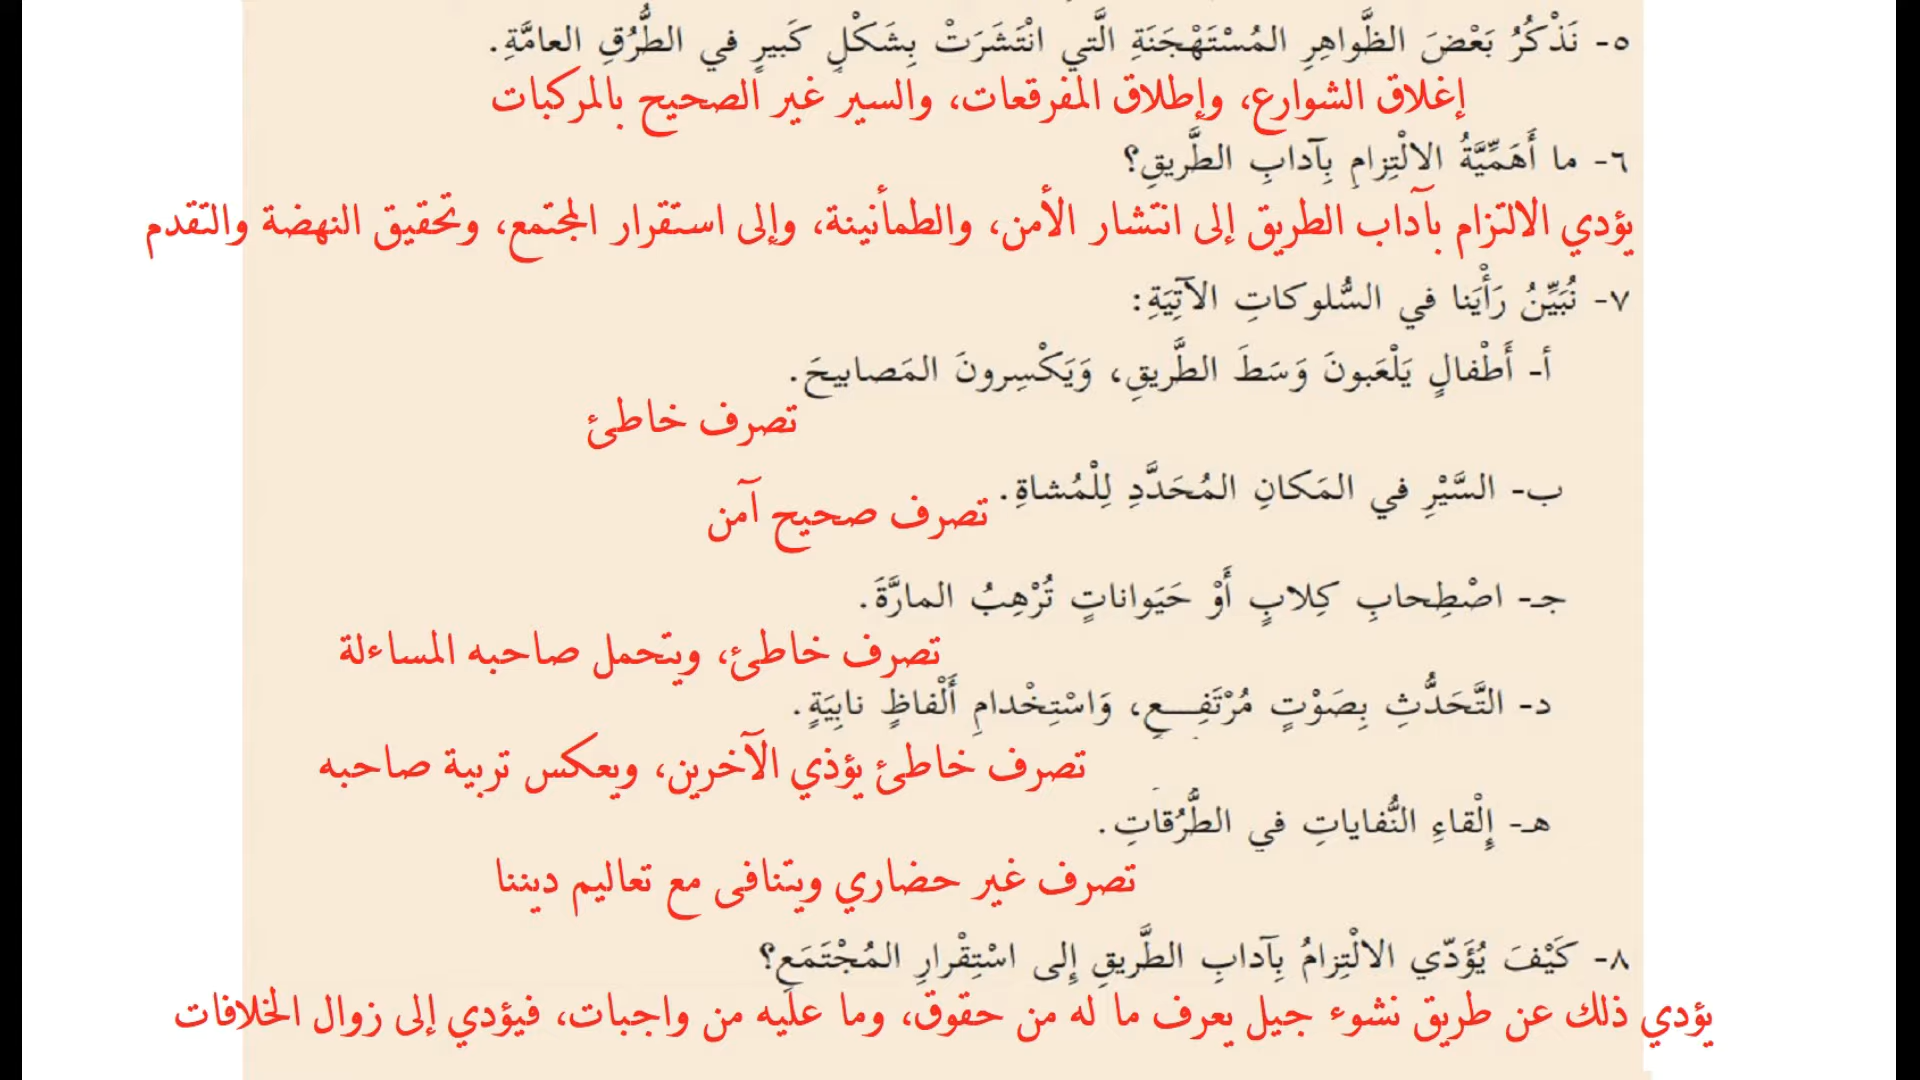 ٥- نَذْكُرُ بَعْضَ الظَّواهِرِ المُسْتَهْجَنَةِ الَّتي انْتَشَرَتْ بِشَكْلٍ كَبيرٍ في الطُّرُقِ العامَّةِ.
إغلاق الشوارع، وإطلاق المفرقعات، والسير غير الصحيح بالمركبات
٦- ما أَهَمِّيَّةُ الالْتِزامِ بِآدابِ الطَّريقِ؟
يؤدي الالتزام بآداب الطريق إلى انتشار الأمن، والطمأنينة، وإلى استقرار المجتمع، وتحقيق النهضة والتقدم
٧- نُبَيِّنُ رَأْيَنا في السُّلوكاتِ الآتِيَةِ:
أ- أَطْفالٍ يَلْعَبونَ وَسَطَ الطَّريقِ، وَيَكْسِرونَ المَصابيحَ.
تصرف خاطئ
ب- السَّيْرِ في المَكانِ المُحَدَّدِ لِلْمُشاةِ.
تصرف صحيح آمن
جـ- اصْطِحابِ كِلابٍ أَوْ حَيَواناتٍ تُرْهِبُ المارَّةَ.
تصرف خاطئ، ويتحمل صاحبه المساءلة
د- التَّحَدُّثِ بِصَوْتٍ مُرْتَفِــعٍ، وَاسْتِخْدامِ أَلْفاظٍ نابِيَةٍ.
تصرف خاطئ يؤذي الآخرين، ويعكس تربية صاحبه
هـ- إِلْقاءِ النُّفاياتِ في الطُّرُقاتِ.
تصرف غير حضاري ويتنافى مع تعاليم ديننا
٨- كَيْفَ يُؤَدّي الالْتِزامُ بِآدابِ الطَّريقِ إِلى اسْتِقْرارِ المُجْتَمَعِ؟
يؤدي ذلك عن طريق نشوء جيل يعرف ما له من حقوق، وما عليه من واجبات، فيؤدي إلى زوال الخلافات